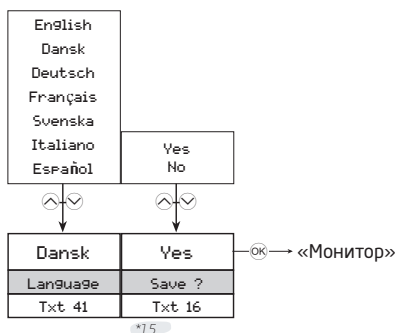 English
Dansk
Deutsch
Français
Svenska
Italiano
Español
Yes
No
Dansk
Yes
OK
«Монитор»
Language
Save ?
Txt 41
Txt 16
*15